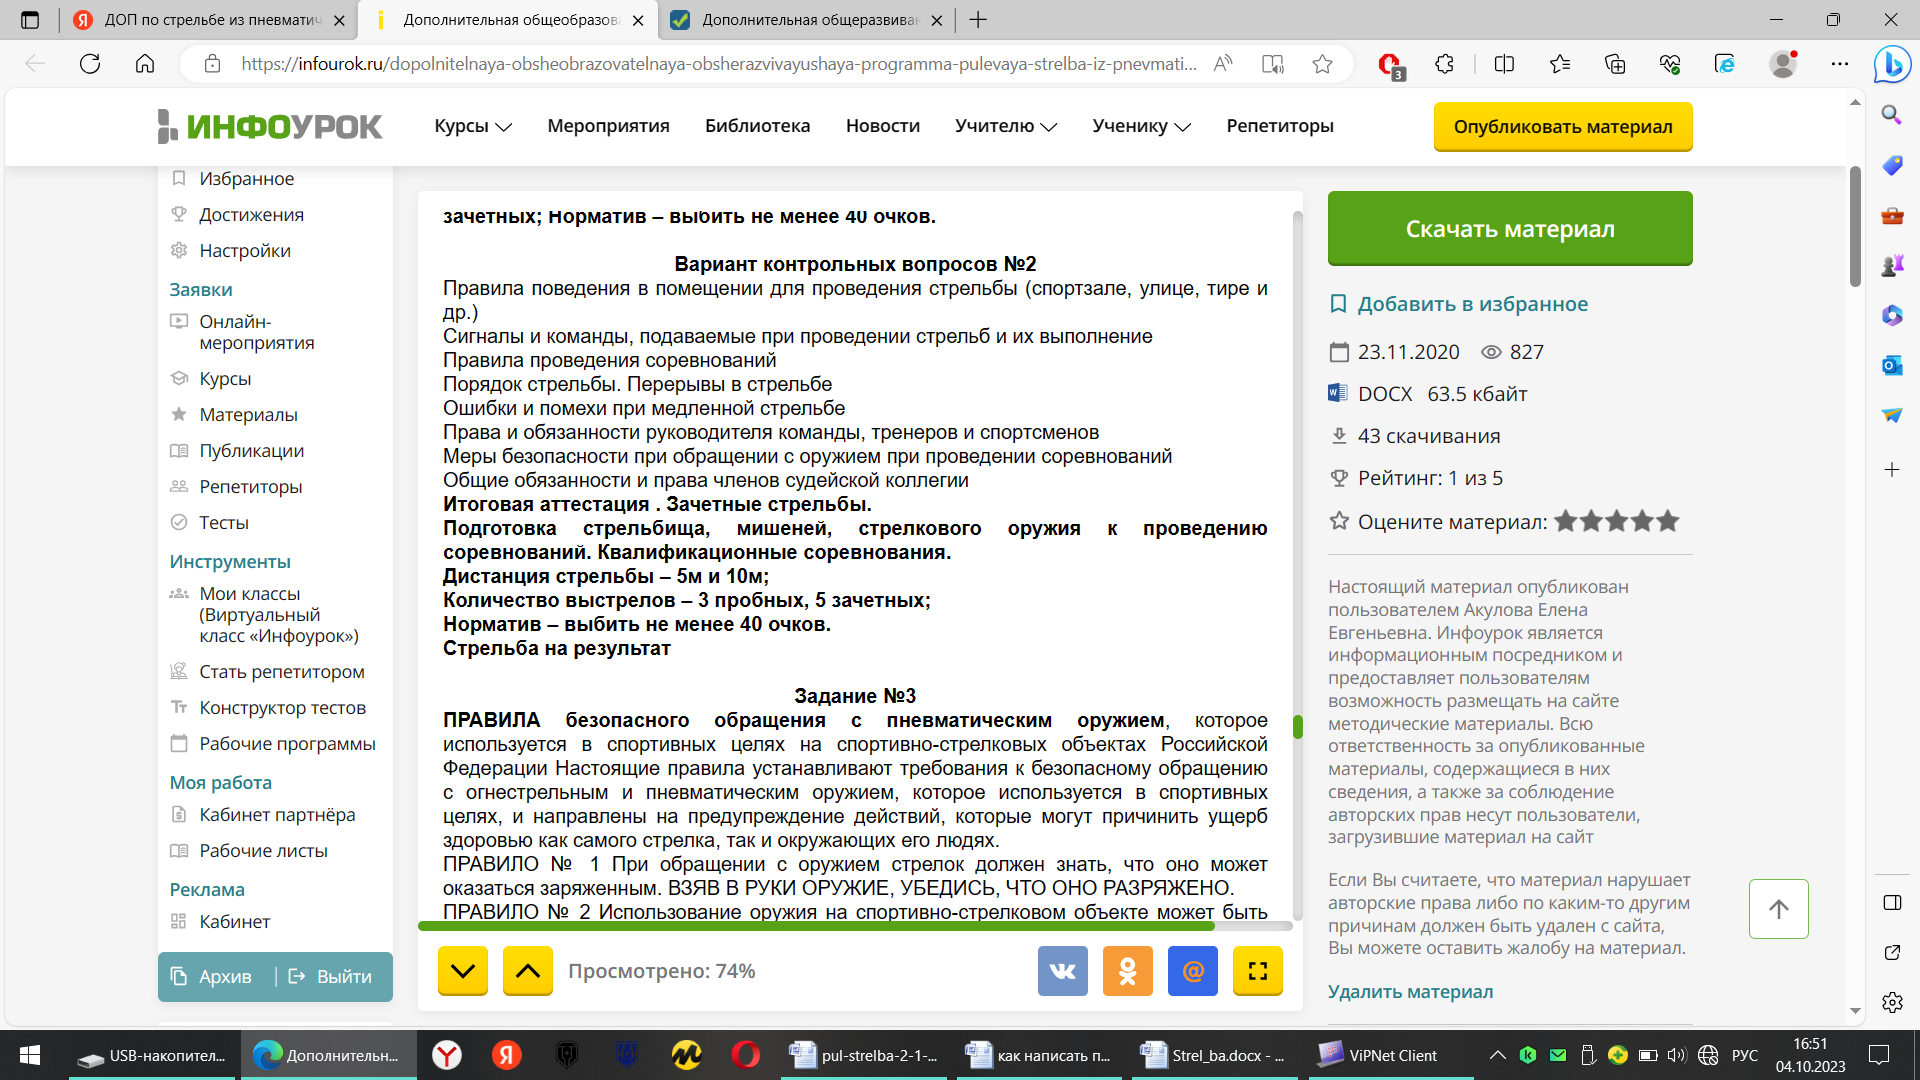 ДОП по стрельбе из пневматич
Дополнительная общеобразова
Дополнительная общеразвиван
https://infourok.ru/dopolnitelnaya-obsheobrazovatelnaya-obsherazvivayushaya-programma-pulevaya-strelba-iz-pnevmati...
3
ИНФОУРОК
Курсы
Мероприятия
Библиотека
Новости
Учителю
Ученику
Репетиторы
Опубликовать материал
Избранное
Достижения
Настройки
Заявки
Онлайн-
мероприятия
Курсы
Материалы
Публикации
Репетиторы
Тесты
Инструменты
Мои классы
(Виртуальный
класс «Инфоурок»)
Стать репетитором
Конструктор тестов
Рабочие программы
Моя работа
Кабинет партнёра
Рабочие листы
Реклама
Кабинет
Архив
Выйти
зачетных; Норматив – выбить не менее 40 очков.
Вариант контрольных вопросов №2
Правила поведения в помещении для проведения стрельбы (спортзале, улице, тире и
др.)
Сигналы и команды, подаваемые при проведении стрельб и их выполнение
Правила проведения соревнований
Порядок стрельбы. Перерывы в стрельбе
Ошибки и помехи при медленной стрельбе
Права и обязанности руководителя команды, тренеров и спортсменов
Меры безопасности при обращении с оружием при проведении соревнований
Общие обязанности и права членов судейской коллегии
Итоговая аттестация . Зачетные стрельбы.
Подготовка стрельбища, мишеней, стрелкового оружия к проведению
соревнований. Квалификационные соревнования.
Дистанция стрельбы – 5м и 10м;
Количество выстрелов – 3 пробных, 5 зачетных;
Норматив – выбить не менее 40 очков.
Стрельба на результат
Задание №3
ПРАВИЛА безопасного обращения с пневматическим оружием, которое
используется в спортивных целях на спортивно-стрелковых объектах Российской
Федерации Настоящие правила устанавливают требования к безопасному обращению
с огнестрельным и пневматическим оружием, которое используется в спортивных
целях, и направлены на предупреждение действий, которые могут причинить ущерб
здоровью как самого стрелка, так и окружающих его людях.
ПРАВИЛО № 1 При обращении с оружием стрелок должен знать, что оно может
оказаться заряженным. ВЗЯВ В РУКИ ОРУЖИЕ, УБЕДИСЬ, ЧТО ОНО РАЗРЯЖЕНО.
ПРАВИЛО № 2 Использование оружия на спортивно-стрелковом объекте может быть
Просмотрено: 74%
Скачать материал
Добавить в избранное
23.11.2020 827
DOCX 63.5 кбайт
43 скачивания
Рейтинг: 1 из 5
Оцените материал:
Настоящий материал опубликован
пользователем Акулова Елена
Евгеньевна. Инфоурок является
информационным посредником и
предоставляет пользователям
возможность размещать на сайте
методические материалы. Всю
ответственность за опубликованные
материалы, содержащиеся в них
сведения, а также за соблюдение
авторских прав несут пользователи,
загрузившие материал на сайт
Если Вы считаете, что материал нарушает
авторские права либо по каким-то другим
причинам должен быть удален с сайта,
Вы можете оставить жалобу на материал.
Удалить материал
USB-накопител...
Дополнительн...
pul-strelba-2-1-...
как написать п...
Strel_ba.docx - ...
ViPNet Client
РУС
16:51
04.10.2023